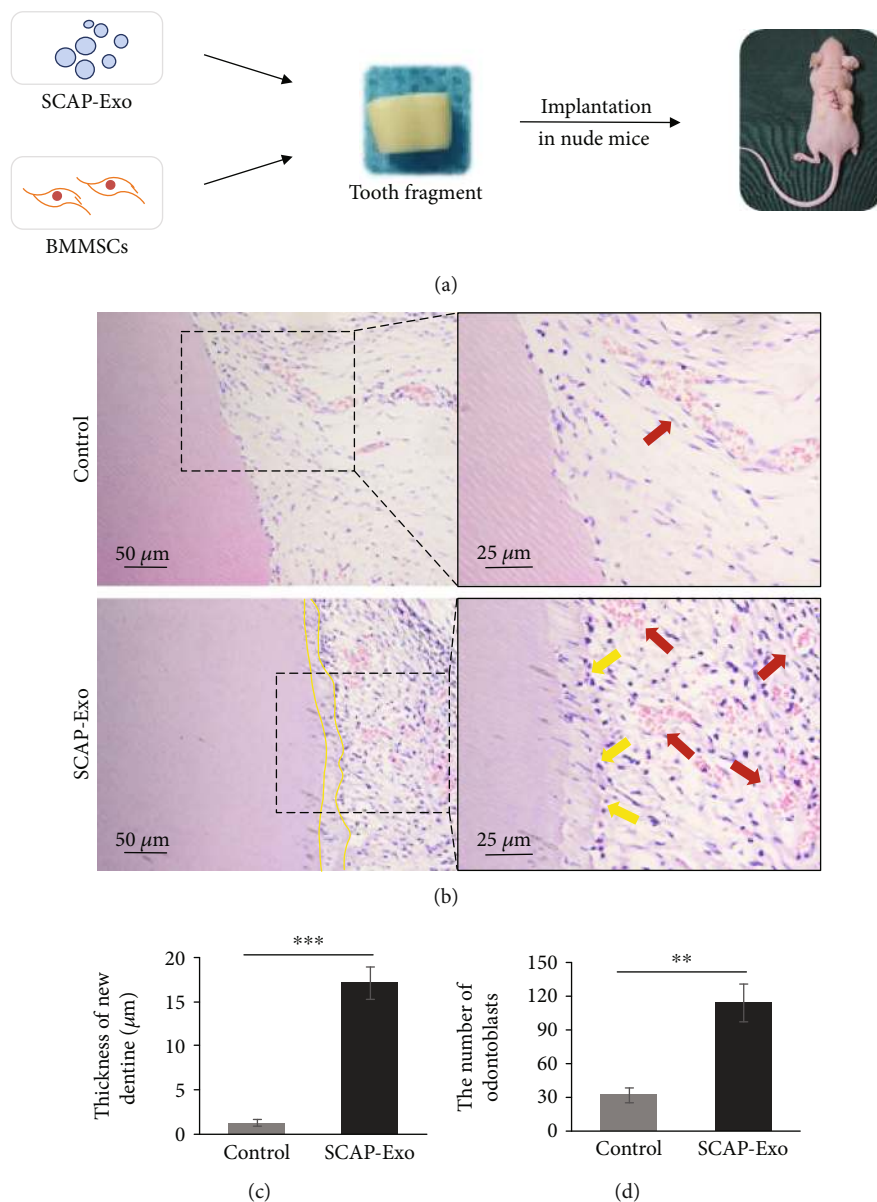 SCAP-Exo
BMMSCs
Tooth fragment
Implantation
in nude mice
(a)
Control
50 μm
25 μm
SCAP-Exo
50 μm
25 μm
(b)
Thickness of new
dentine (μm)
20
15
10
5
0
***
Control
SCAP-Exo
(c)
The number of
odontoblasts
150
120
90
60
30
0
**
Control
SCAP-Exo
(d)